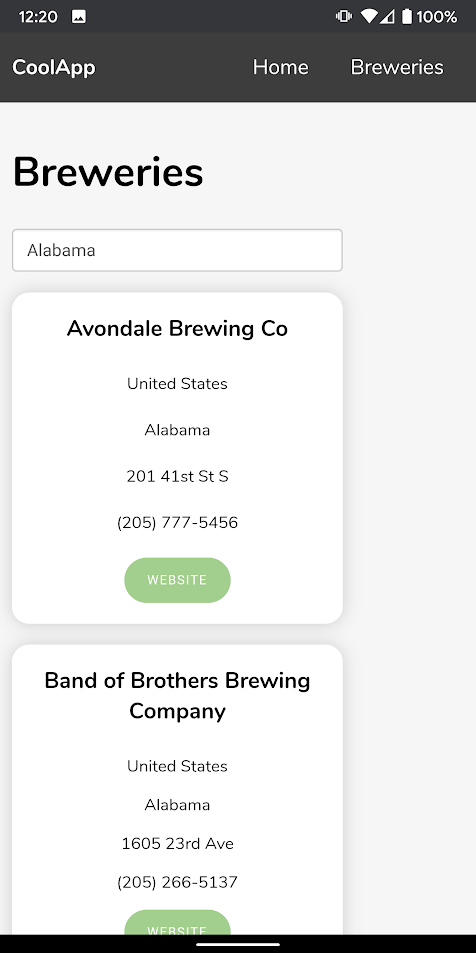 12:20 100%
CoolApp Home Breweries
Breweries
Alabama
Avondale Brewing Co
United States
Alabama
201 41st St S
(205) 777-5456
WEBSITE
Band of Brothers Brewing
Company
United States
Alabama
1605 23rd Ave
(205) 266-5137
WEBSITE